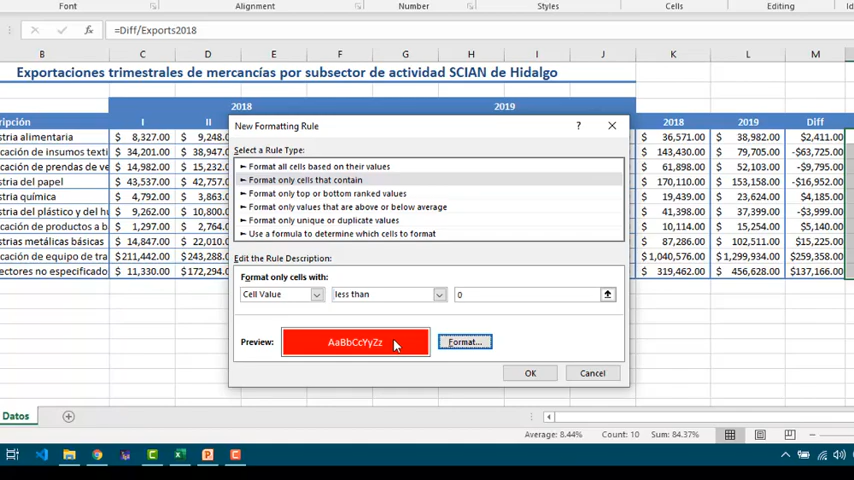 Font Alignment Number Styles Cells Editing
=Diff/Exports2018
B C D E F G H I J K L M
Exportaciones trimestrales de mercancías por subsector de actividad SCIAN de Hidalgo
2018 2019
ripción I II 2018 2019 Diff
stria alimentaria $ 8,327.00 $ 9,248.0 $ 36,571.00 $ 38,982.00 $2,411.00
cación de insumos texti $ 34,201.00 $ 38,947.0 $ 143,430.00 $ 79,705.00 -$63,725.00
cación de prendas de ve $ 14,982.00 $ 15,232.0 $ 61,898.00 $ 52,103.00 -$9,795.00
stria del papel $ 43,537.00 $ 42,757.0 $ 170,110.00 $ 153,158.00 -$16,952.00
stria química $ 4,792.00 $ 3,863.0 $ 19,439.00 $ 23,624.00 $4,185.00
stria del plástico y del hu $ 9,262.00 $ 10,800.0 $ 41,398.00 $ 37,399.00 -$3,999.00
cación de productos a b $ 1,297.00 $ 2,764.0 $ 10,114.00 $ 15,254.00 $5,140.00
strias metálicas básicas $ 14,847.00 $ 22,010.0 $ 87,286.00 $ 102,511.00 $15,225.00
cación de equipo de tra $211,442.00 $243,288.0 $ 1,040,576.00 $ 1,299,934.00 $259,358.00
ectores no especificado $ 11,330.00 $172,294.0 $ 319,462.00 $ 456,628.00 $137,166.00
New Formatting Rule ?
Select a Rule Type:
► Format all cells based on their values
► Format only cells that contain
► Format only top or bottom ranked values
► Format only values that are above or below average
► Format only unique or duplicate values
► Use a formula to determine which cells to format
Edit the Rule Description:
Format only cells with:
Cell Value less than 0
Preview: AaBbCcYyZz Format...
OK Cancel
Datos
Average: 8.44% Count: 10 Sum: 84.37%